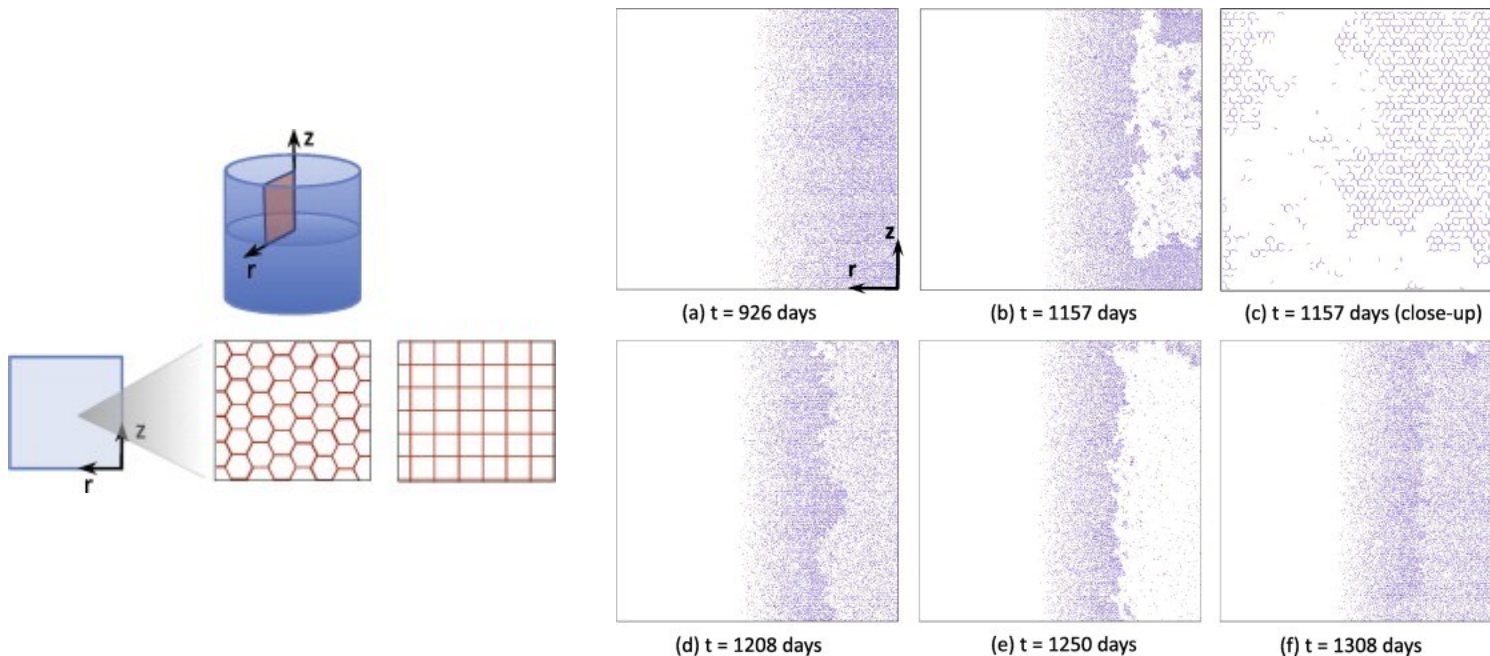 z
r
z
r
z
r
(a) t = 926 days
(b) t = 1157 days
(c) t = 1157 days (close-up)
(d) t = 1208 days
(e) t = 1250 days
(f) t = 1308 days